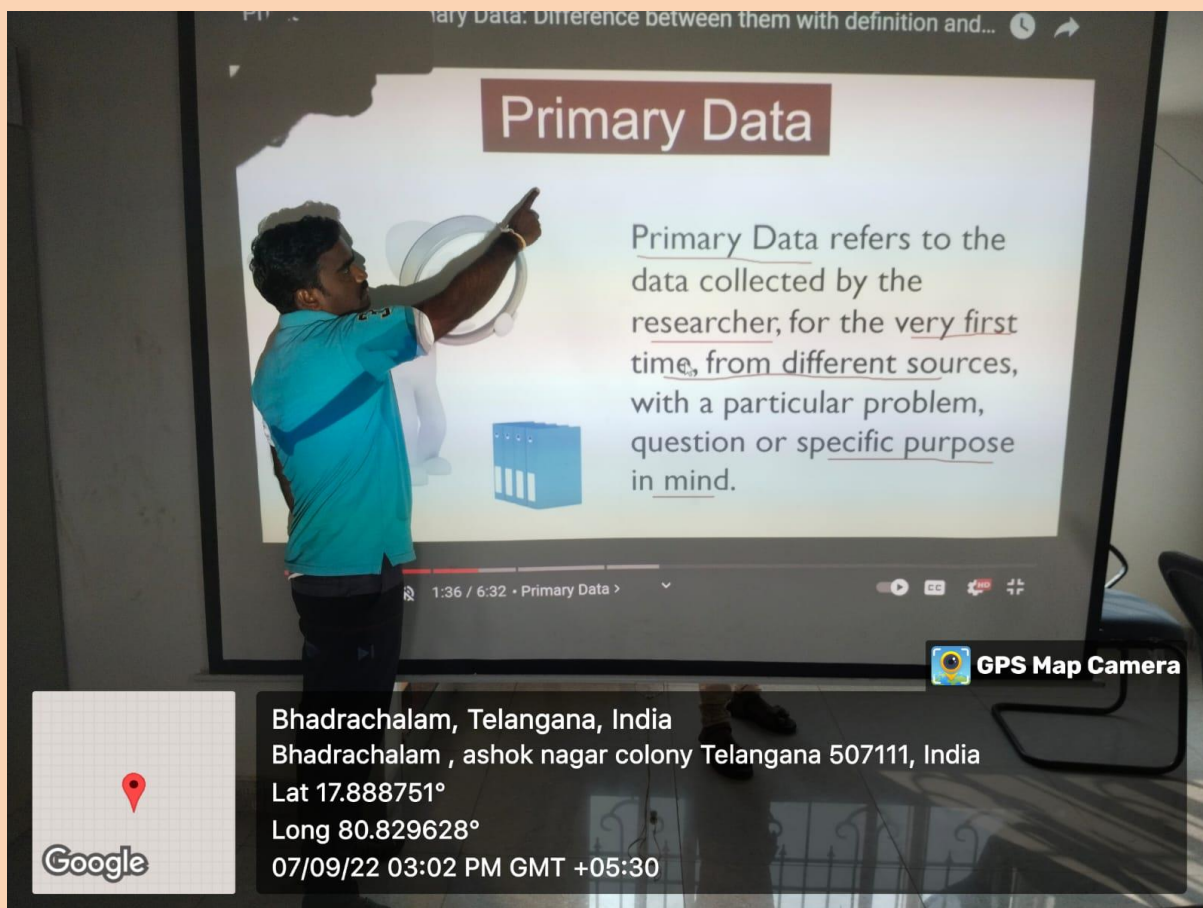 ary Data: Difference between them with definition and...
Primary Data
Primary Data refers to the
data collected by the
researcher, for the very first
time, from different sources,
with a particular problem,
question or specific purpose
in mind.
1:36 / 6:32 • Primary Data >
CC
HD
GPS Map Camera
Bhadrachalam, Telangana, India
Bhadrachalam , ashok nagar colony Telangana 507111, India
Lat 17.888751°
Long 80.829628°
07/09/22 03:02 PM GMT +05:30
Google